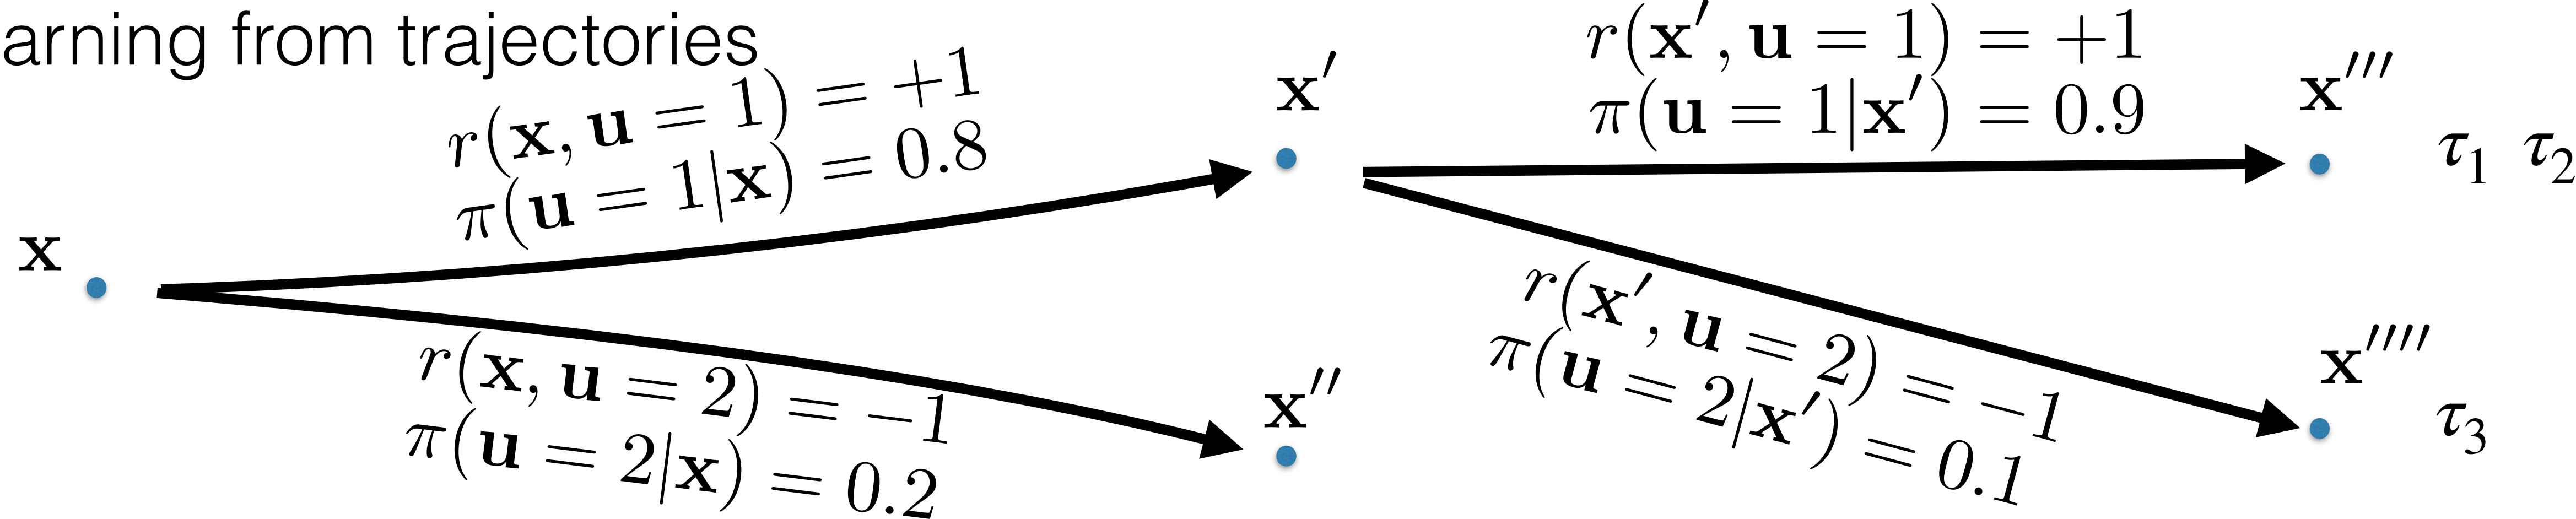 arning from trajectories
r(x, u = 1) = +1
π(u = 1|x) = 0.8
x
r(x, u = 2) = −1
π(u = 2|x) = 0.2
x′
x′′
r(x′, u = 1) = +1
π(u = 1|x′) = 0.9
r(x′, u = 2) = −1
π(u = 2|x′) = 0.1
x′′′
τ₁ τ₂
x′′′′
τ₃